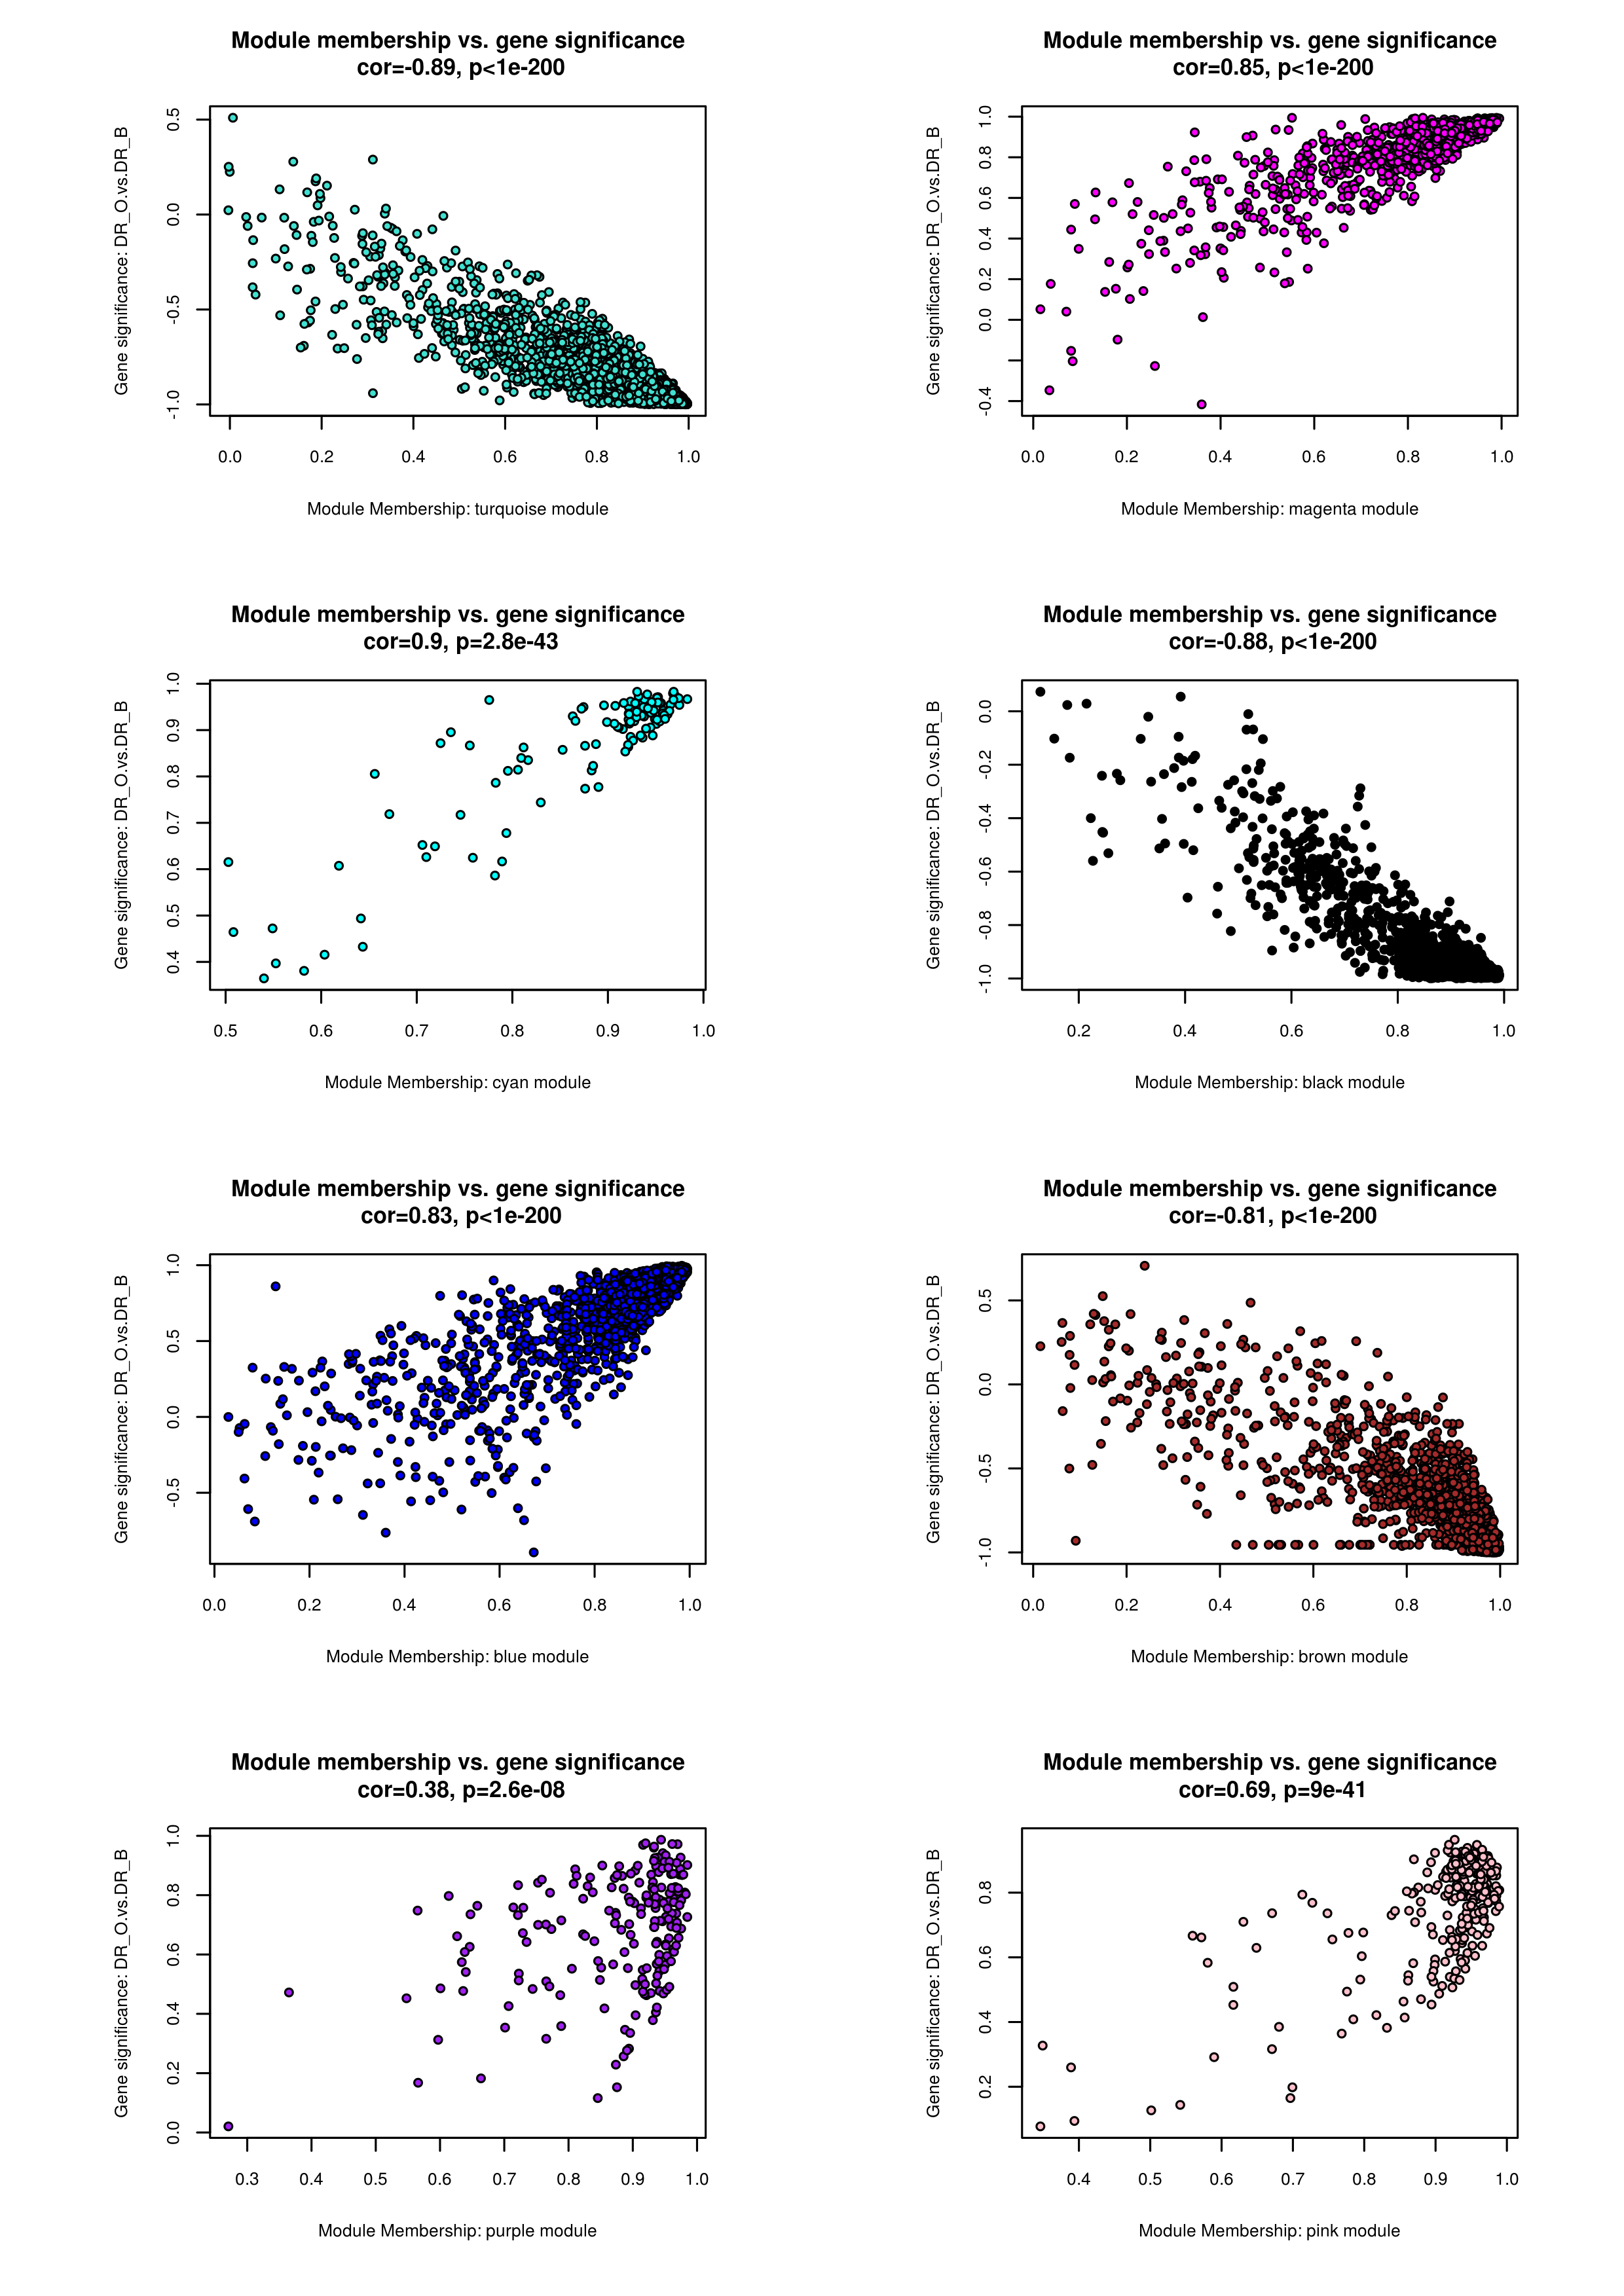 Module membership vs. gene significance
cor=-0.89, p<1e-200
Gene significance: DR_O.vs.DR_B
0.5
0.0
-0.5
-1.0
0.0 0.2 0.4 0.6 0.8 1.0
Module Membership: turquoise module
Module membership vs. gene significance
cor=0.85, p<1e-200
Gene significance: DR_O.vs.DR_B
1.0
0.8
0.6
0.4
0.2
0.0
-0.4
0.0 0.2 0.4 0.6 0.8 1.0
Module Membership: magenta module
Module membership vs. gene significance
cor=0.9, p=2.8e-43
Gene significance: DR_O.vs.DR_B
1.0
0.9
0.8
0.7
0.6
0.5
0.4
0.5 0.6 0.7 0.8 0.9 1.0
Module Membership: cyan module
Module membership vs. gene significance
cor=-0.88, p<1e-200
Gene significance: DR_O.vs.DR_B
0.0
-0.2
-0.4
-0.6
-0.8
-1.0
0.2 0.4 0.6 0.8 1.0
Module Membership: black module
Module membership vs. gene significance
cor=0.83, p<1e-200
Gene significance: DR_O.vs.DR_B
1.0
0.5
0.0
-0.5
0.0 0.2 0.4 0.6 0.8 1.0
Module Membership: blue module
Module membership vs. gene significance
cor=-0.81, p<1e-200
Gene significance: DR_O.vs.DR_B
0.5
0.0
-0.5
-1.0
0.0 0.2 0.4 0.6 0.8 1.0
Module Membership: brown module
Module membership vs. gene significance
cor=0.38, p=2.6e-08
Gene significance: DR_O.vs.DR_B
1.0
0.8
0.6
0.4
0.2
0.0
0.3 0.4 0.5 0.6 0.7 0.8 0.9 1.0
Module Membership: purple module
Module membership vs. gene significance
cor=0.69, p=9e-41
Gene significance: DR_O.vs.DR_B
0.8
0.6
0.4
0.2
0.4 0.5 0.6 0.7 0.8 0.9 1.0
Module Membership: pink module